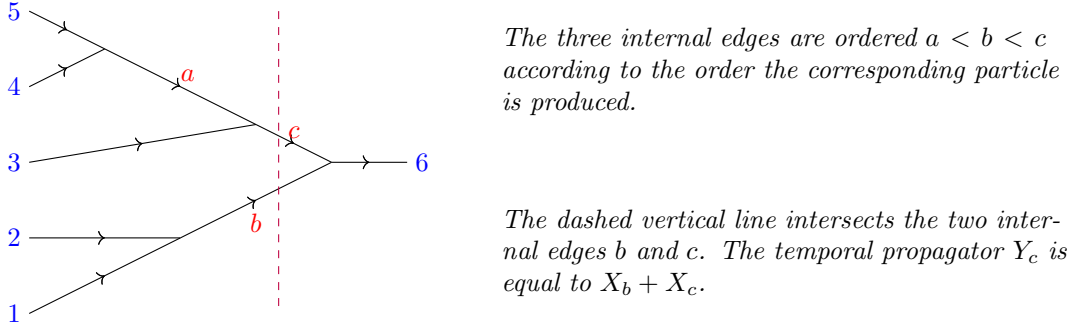 5
4
3
2
1
a
c
b
6
The three internal edges are ordered a < b < c
according to the order the corresponding particle
is produced.
The dashed vertical line intersects the two inter-
nal edges b and c. The temporal propagator Y_c is
equal to X_b + X_c.